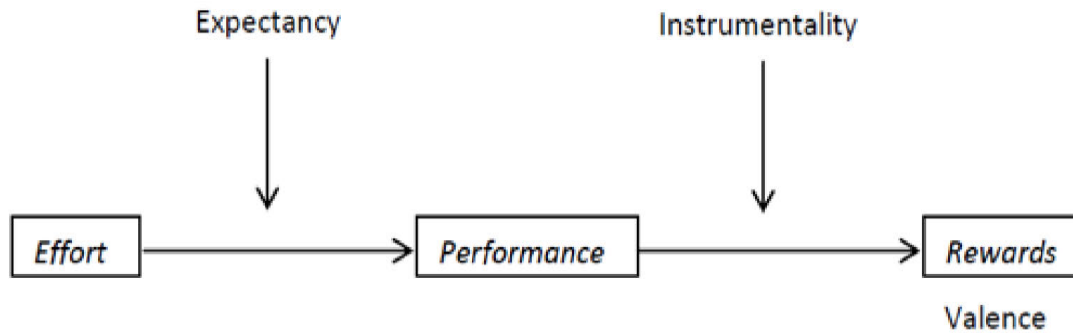 Expectancy
Instrumentality
Effort
Performance
Rewards
Valence